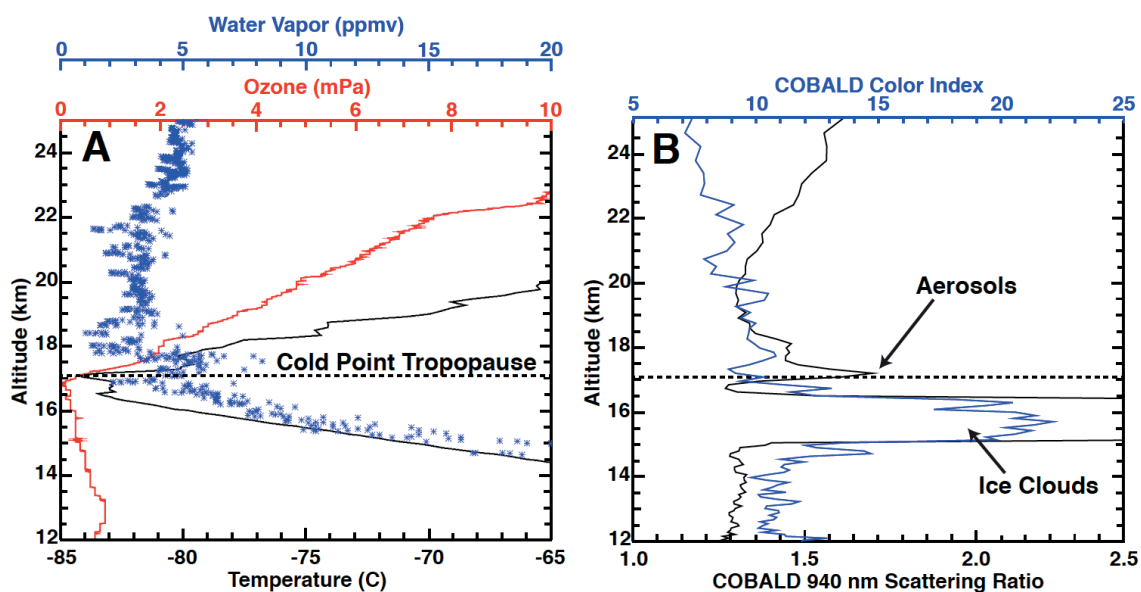 Water Vapor (ppmv)
0 5 10 15 20
Ozone (mPa)
0 2 4 6 8 10
A
24
22
20
18
16
14
12
Altitude (km)
Cold Point Tropopause
-85 -80 -75 -70 -65
Temperature (C)
COBALD Color Index
5 10 15 20 25
B
24
22
20
18
16
14
12
Altitude (km)
Aerosols
Ice Clouds
1.0 1.5 2.0 2.5
COBALD 940 nm Scattering Ratio